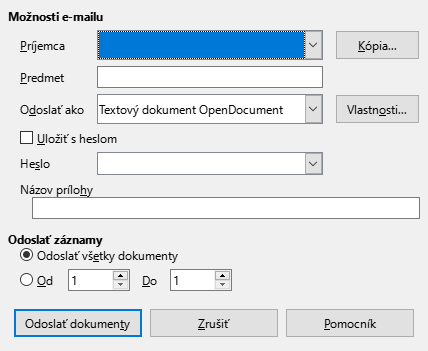 Možnosti e-mailu
Príjemca
Kópia...
Predmet
Odoslať ako
Textový dokument OpenDocument
Vlastnosti...
Uložiť s heslom
Heslo
Názov prílohy
Odoslať záznamy
Odoslať všetky dokumenty
Od 1 Do 1
Odoslať dokumenty Zrušiť Pomocník